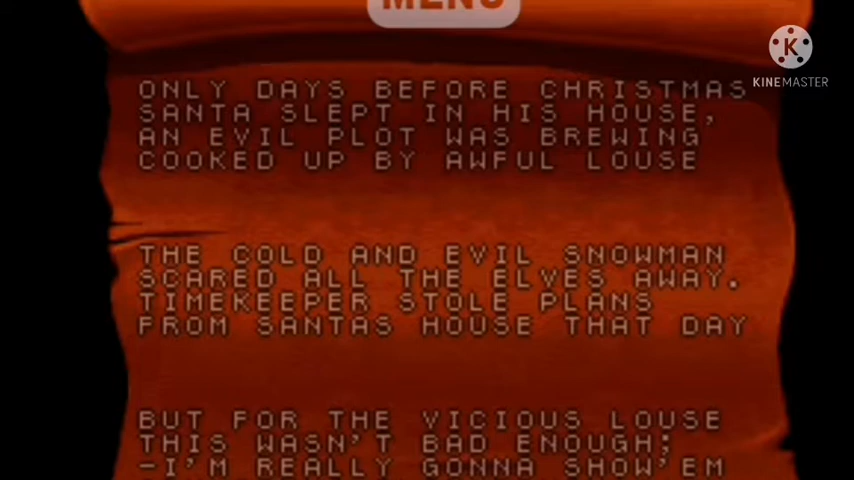 MENU
KINEMASTER
ONLY DAYS BEFORE CHRISTMAS
SANTA SLEPT IN HIS HOUSE,
AN EVIL PLOT WAS BREWING
COOKED UP BY AWFUL LOUSE
THE COLD AND EVIL SNOWMAN
SCARED ALL THE ELVES AWAY.
TIMEKEEPER STOLE PLANS
FROM SANTAS HOUSE THAT DAY
BUT FOR THE VICIOUS LOUSE
THIS WASN'T BAD ENOUGH;
-I'M REALLY GONNA SHOW'EM